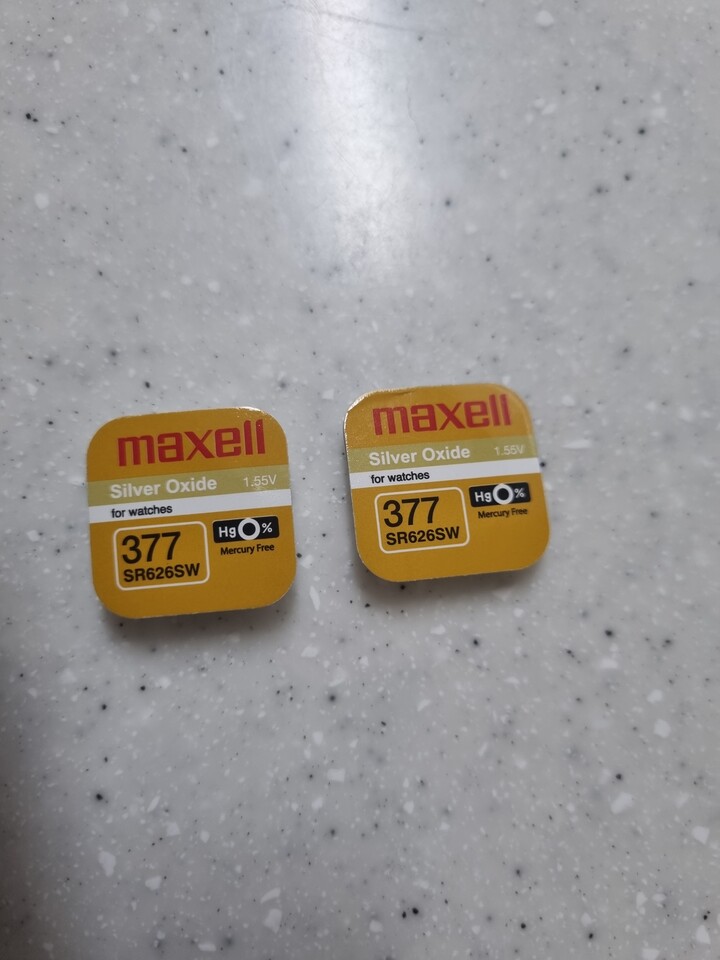 maxell
Silver Oxide 1.55V
for watches
377
SR626SW
Hg0%
Mercury Free
maxell
Silver Oxide 1.55V
for watches
377
SR626SW
Hg0%
Mercury Free